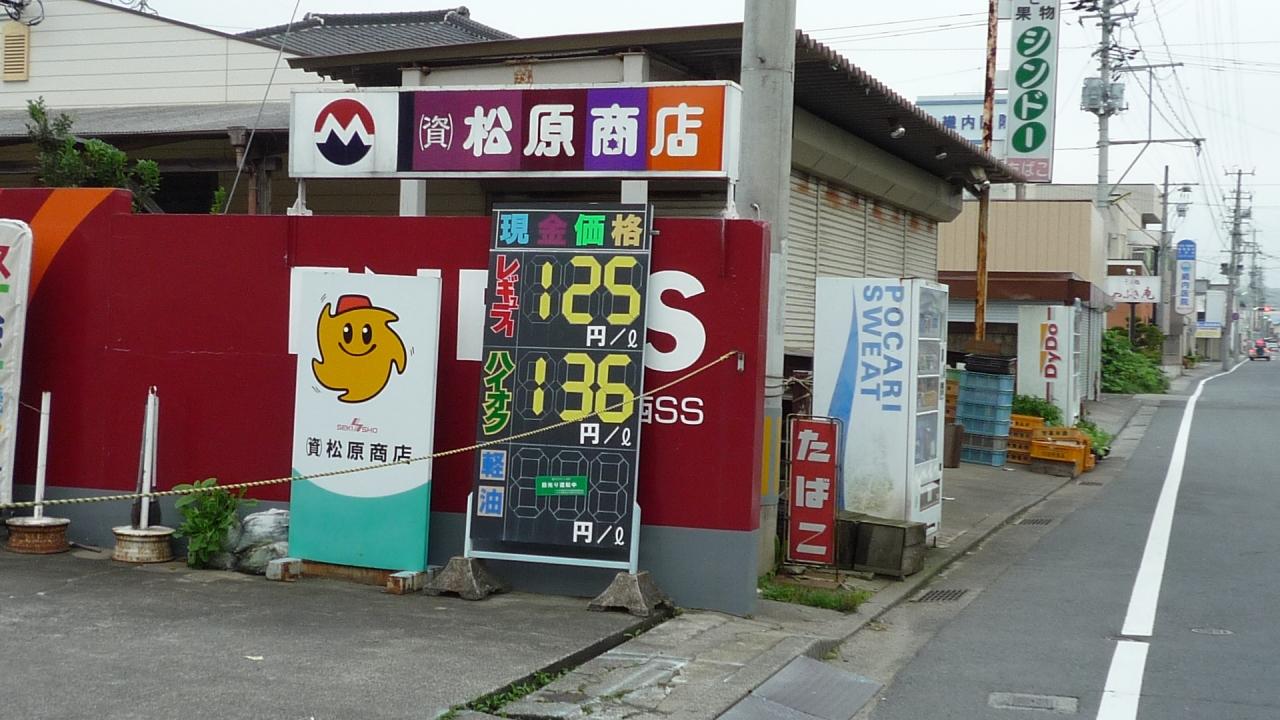 ㈾松原商店
現金価格
レギュラー
125
円/ℓ
ハイオク
136
円/ℓ
軽油
円/ℓ
S
SS
SEKISHO
㈾松原商店
たばこ
POCARI
SWEAT
DyDo
果物
シンドー
たばこ